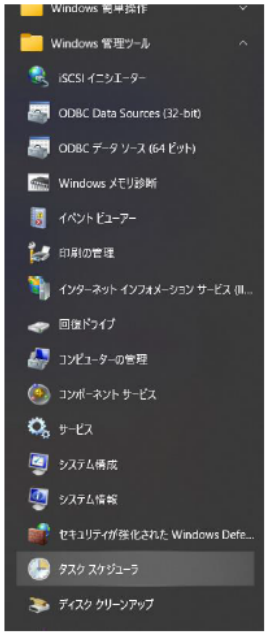 Windows 簡単操作
Windows 管理ツール
iSCSI イニシエーター
ODBC Data Sources (32-bit)
ODBC データ ソース (64 ビット)
Windows メモリ診断
イベント ビューアー
印刷の管理
インターネット インフォメーション サービス (II...
回復ドライブ
コンピューターの管理
コンポーネント サービス
サービス
システム構成
システム情報
セキュリティが強化された Windows Defe...
タスク スケジューラ
ディスク クリーンアップ